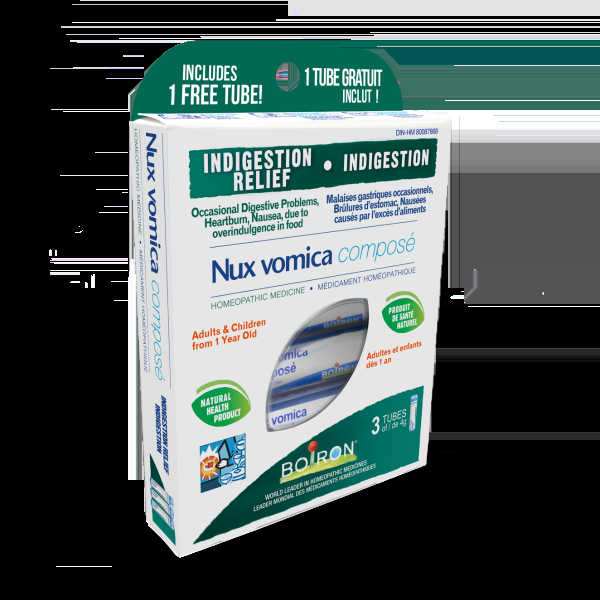 INCLUDES
1 FREE TUBE!
1 TUBE GRATUIT
INCLUT !
DIN-HM 80087668
INDIGESTION
RELIEF
• INDIGESTION
Occasional Digestive Problems,
Heartburn, Nausea, due to
overindulgence in food
Malaises gastriques occasionnels,
Brûlures d'estomac, Nausées
causés par l'excès d'aliments
Nux vomica composé
HOMEOPATHIC MEDICINE • MÉDICAMENT HOMÉOPATHIQUE
Adults & Children
from 1 Year Old
PRODUIT
DE SANTÉ
NATUREL
BOIRON
vomica
posé
BOIRON
vomica
Adultes et enfants
dès 1 an
NATURAL
HEALTH
PRODUCT
3 TUBES
of / de 4g
BOIRON
WORLD LEADER IN HOMEOPATHIC MEDICINES
LEADER MONDIAL DES MÉDICAMENTS HOMÉOPATHIQUES
Nux vomica composé
HOMEOPATHIC MEDICINE • MÉDICAMENT HOMÉOPATHIQUE
INDIGESTION RELIEF
INDIGESTION